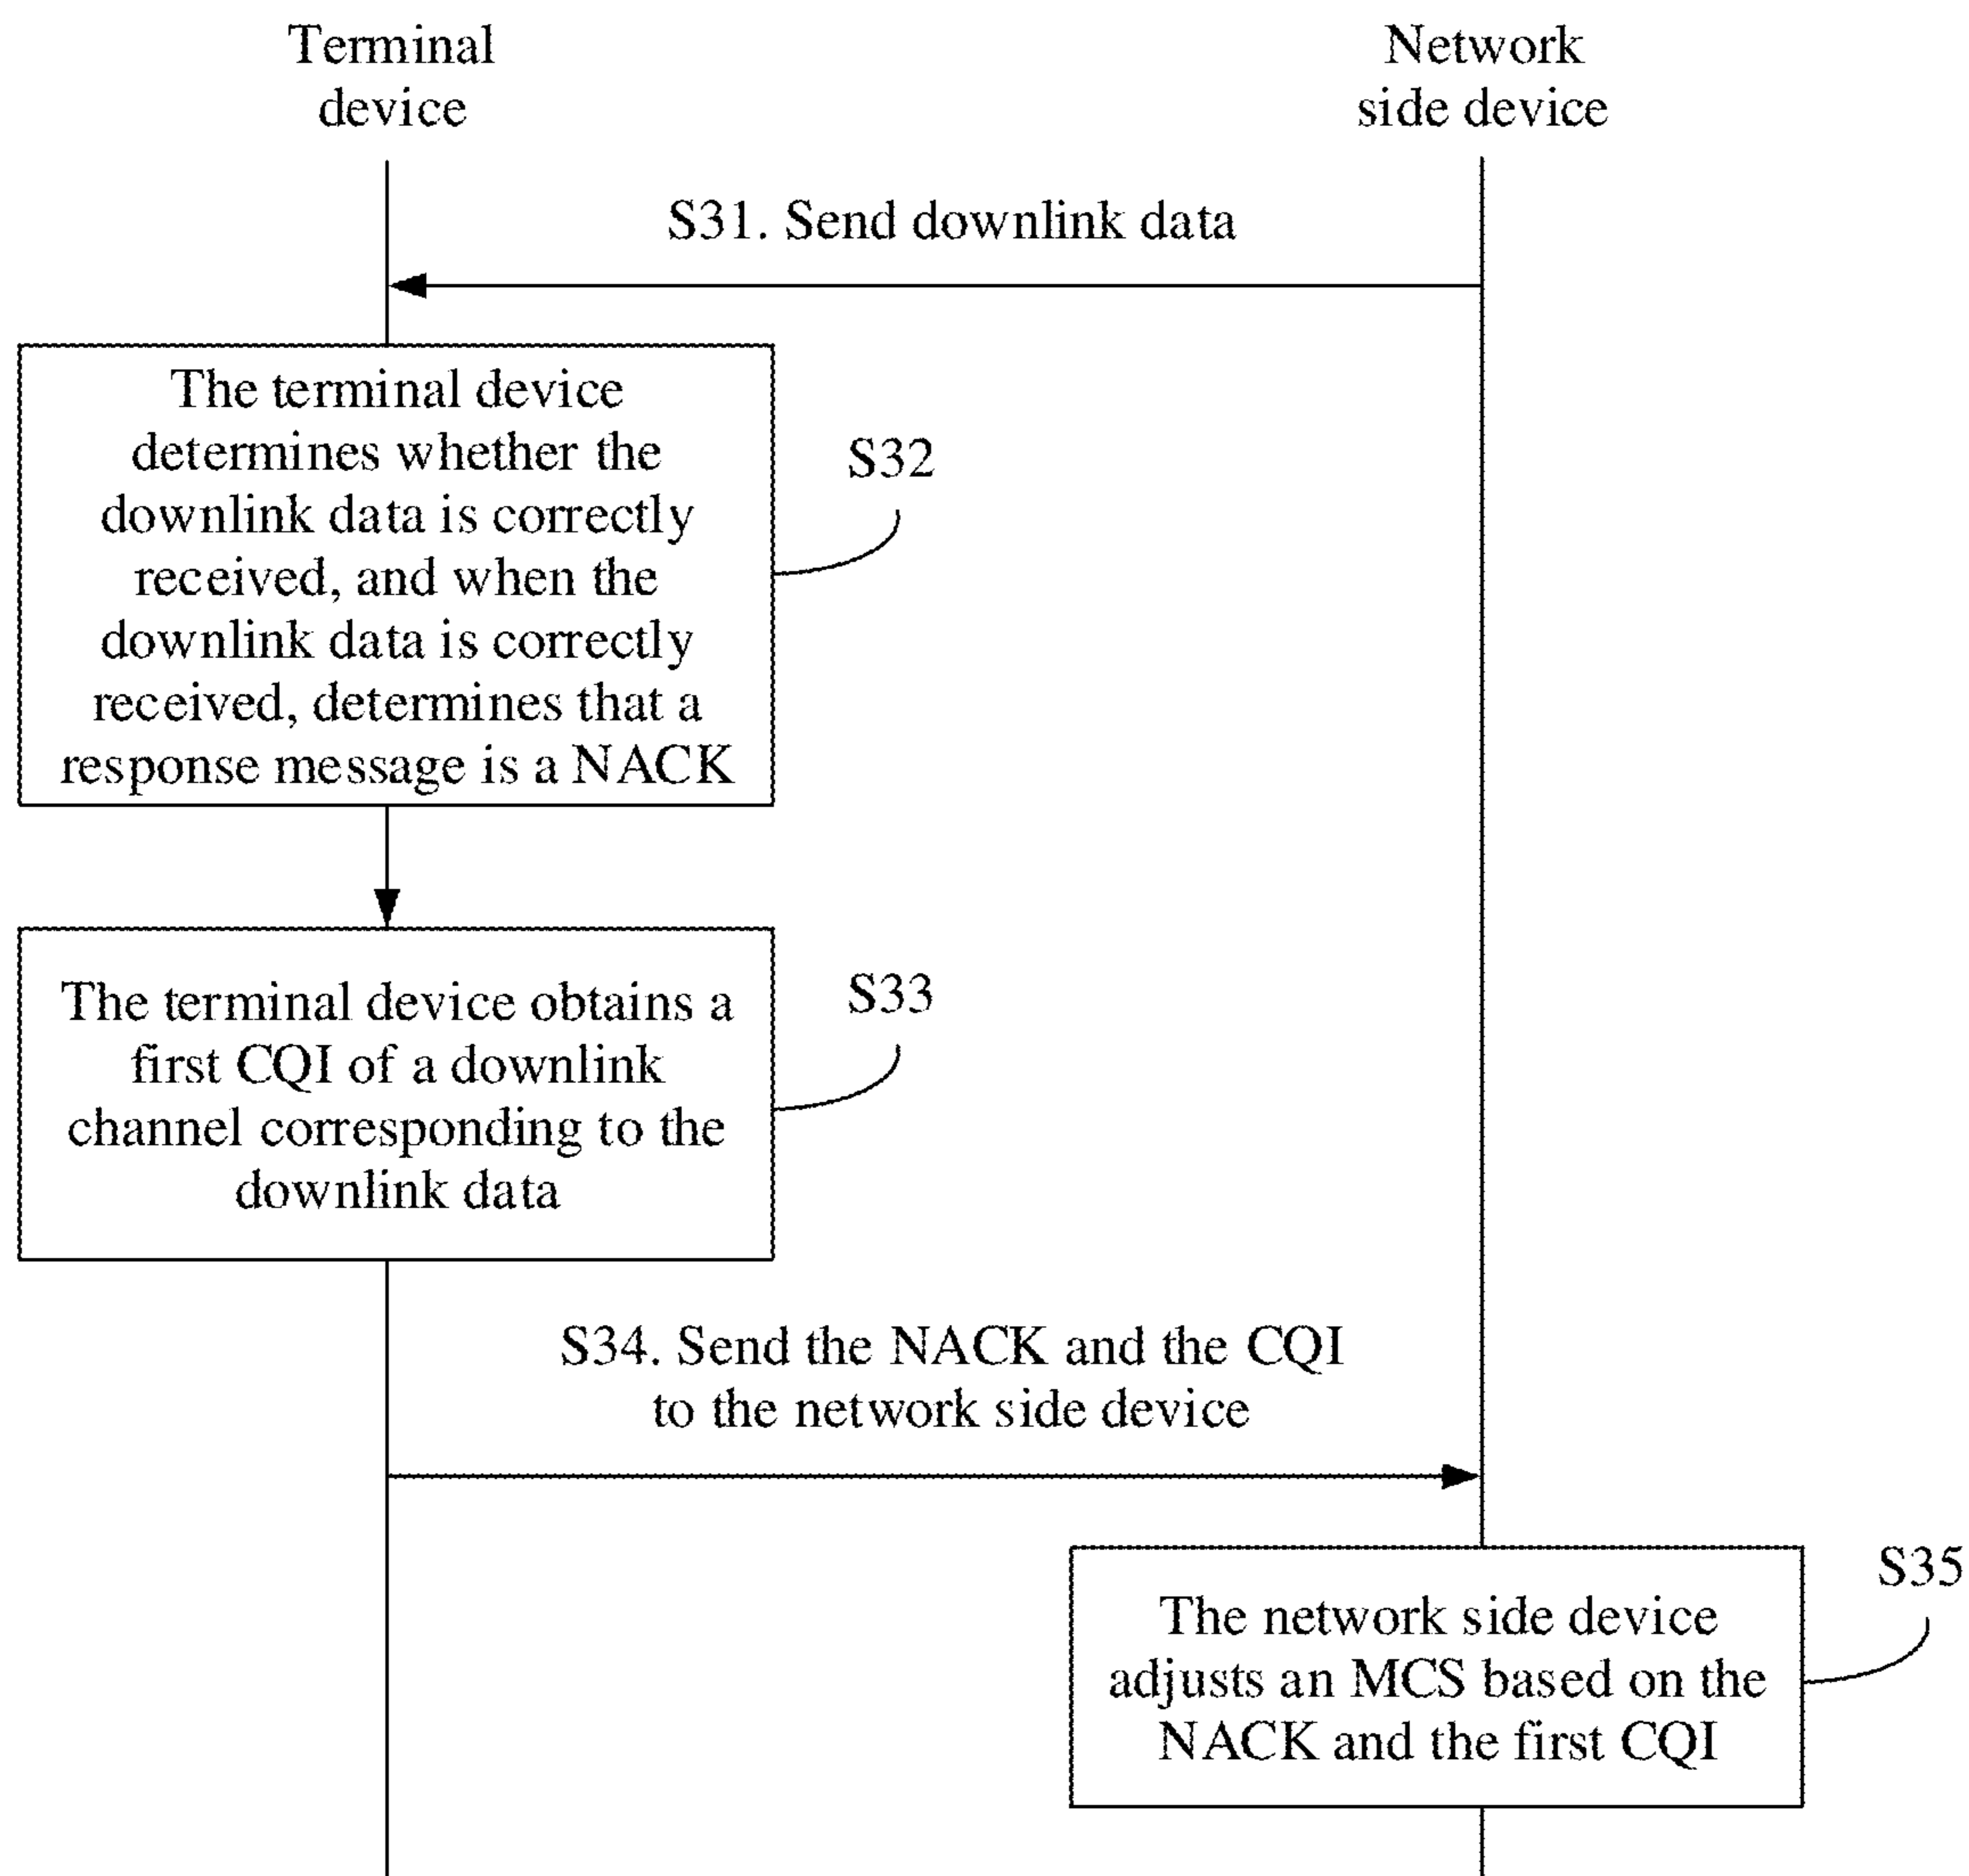 Terminal
device
Network
side device
S31. Send downlink data
The terminal device
determines whether the
downlink data is correctly
received, and when the
downlink data is correctly
received, determines that a
response message is a NACK
S32
The terminal device obtains a
first CQI of a downlink
channel corresponding to the
downlink data
S33
S34. Send the NACK and the CQI
to the network side device
The network side device
adjusts an MCS based on the
NACK and the first CQI
S35